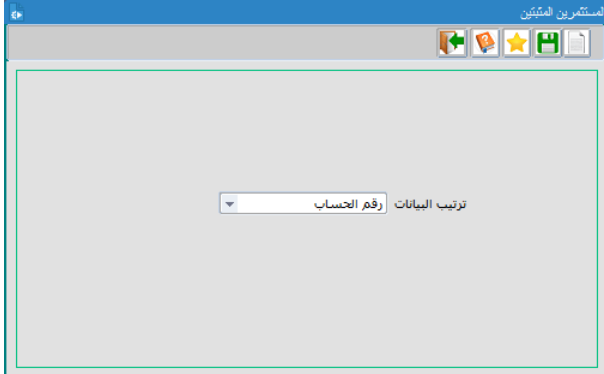 المستثمرين المثبتين
ترتيب البيانات رقم الحساب